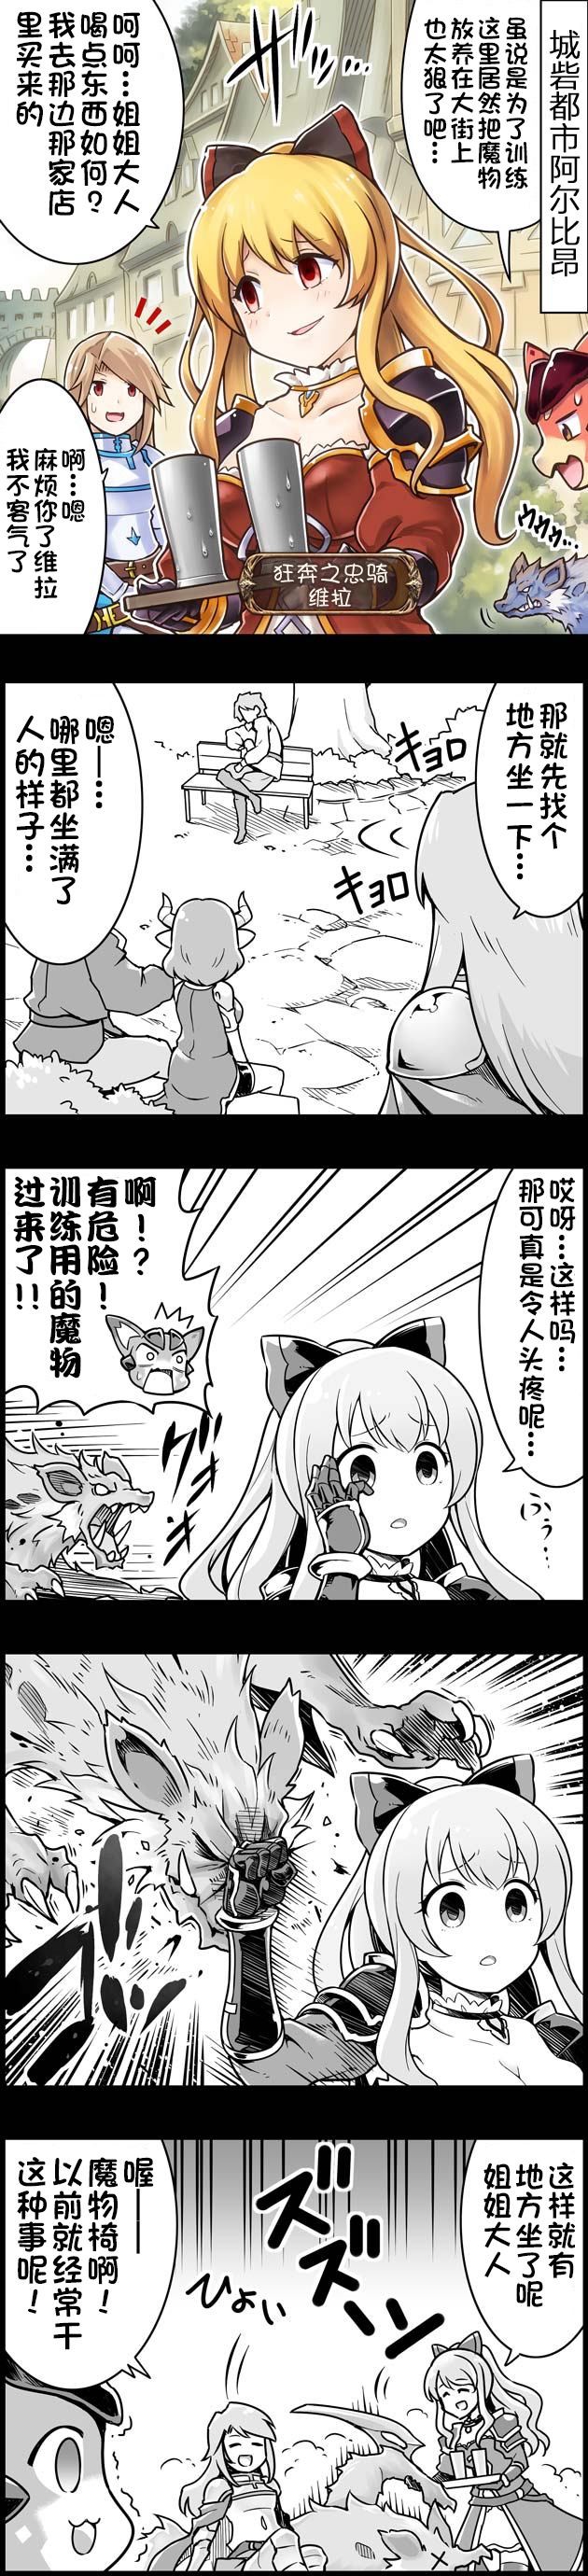 城砦都市阿尔比昂
虽说是为了训练
这里居然把魔物
放养在大街上
也太狠了吧…
呵呵…姐姐大人
喝点东西如何？
我去那边那家店
里买来的
啊…嗯
麻烦你了维拉
我不客气了
狂奔之忠骑
维拉
ウウウ…
那就先找个
地方坐一下…
キョロ
キョロ
嗯—…
哪里都坐满了
人的样子…
哎呀…这样吗…
那可真是令人头疼呢…
ふぅ…
啊！？
有危险！
训练用的魔物
过来了!!
这样就有
地方坐了呢
姐姐大人
ズズーン
ひょい
喔——
魔物椅啊！
以前就经常干
这种事呢！